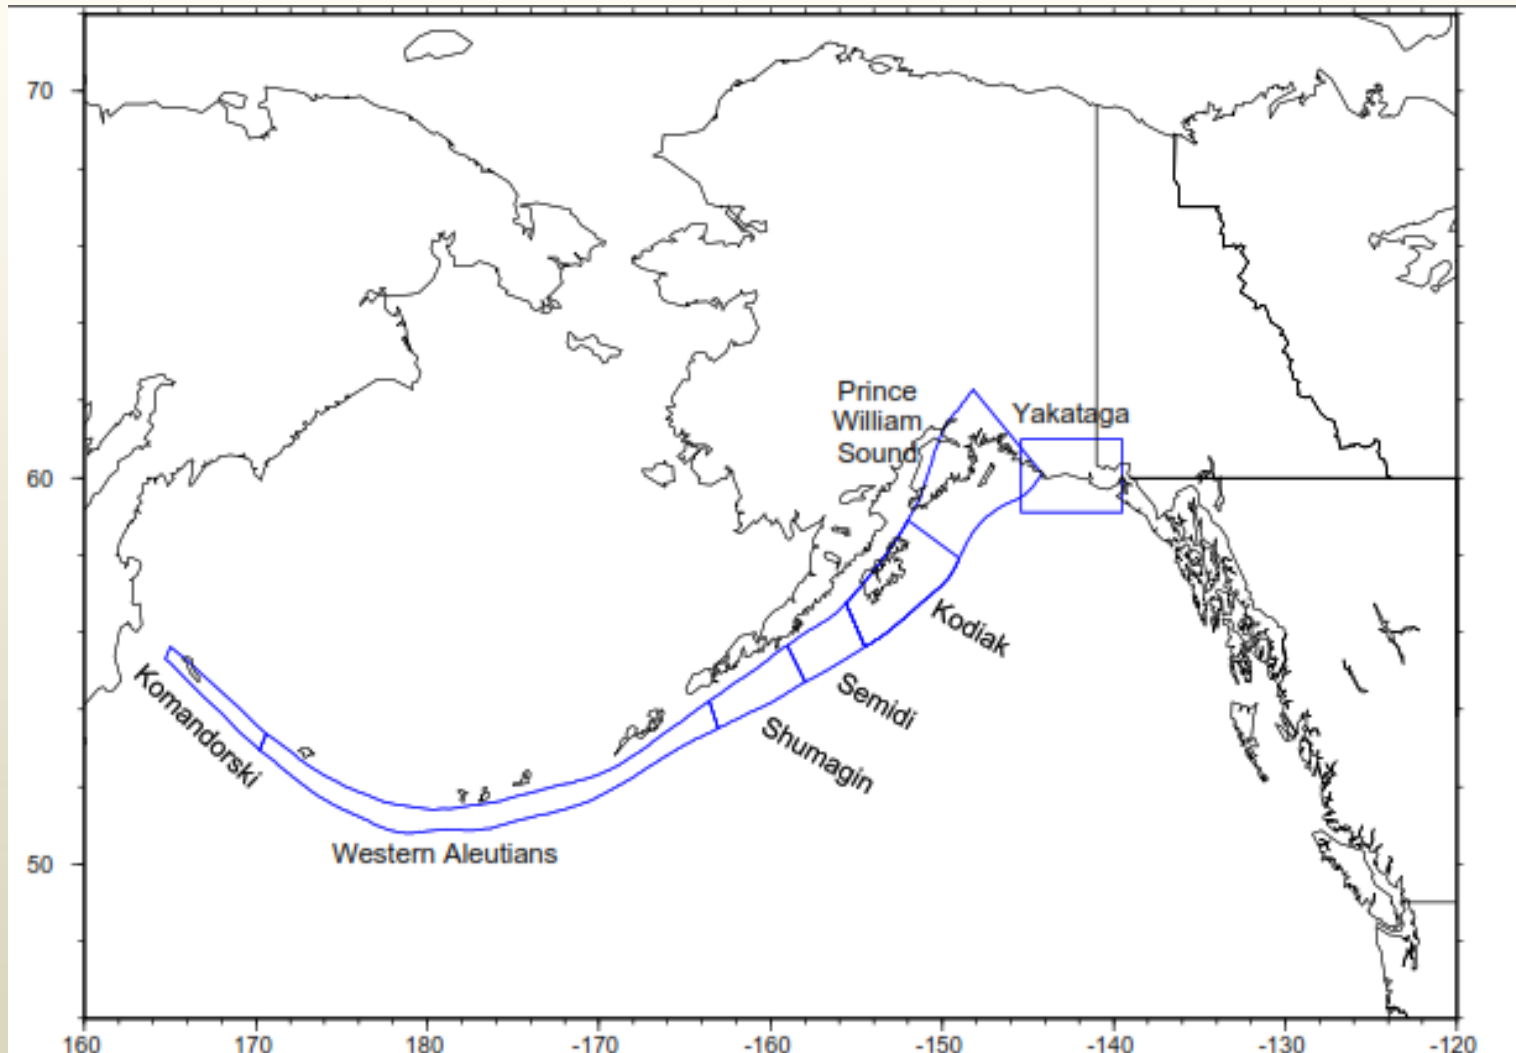 70
60
50
Prince
William
Sound
Yakataga
Kodiak
Semidi
Shumagin
Komandorski
Western Aleutians
160 170 180 -170 -160 -150 -140 -130 -120